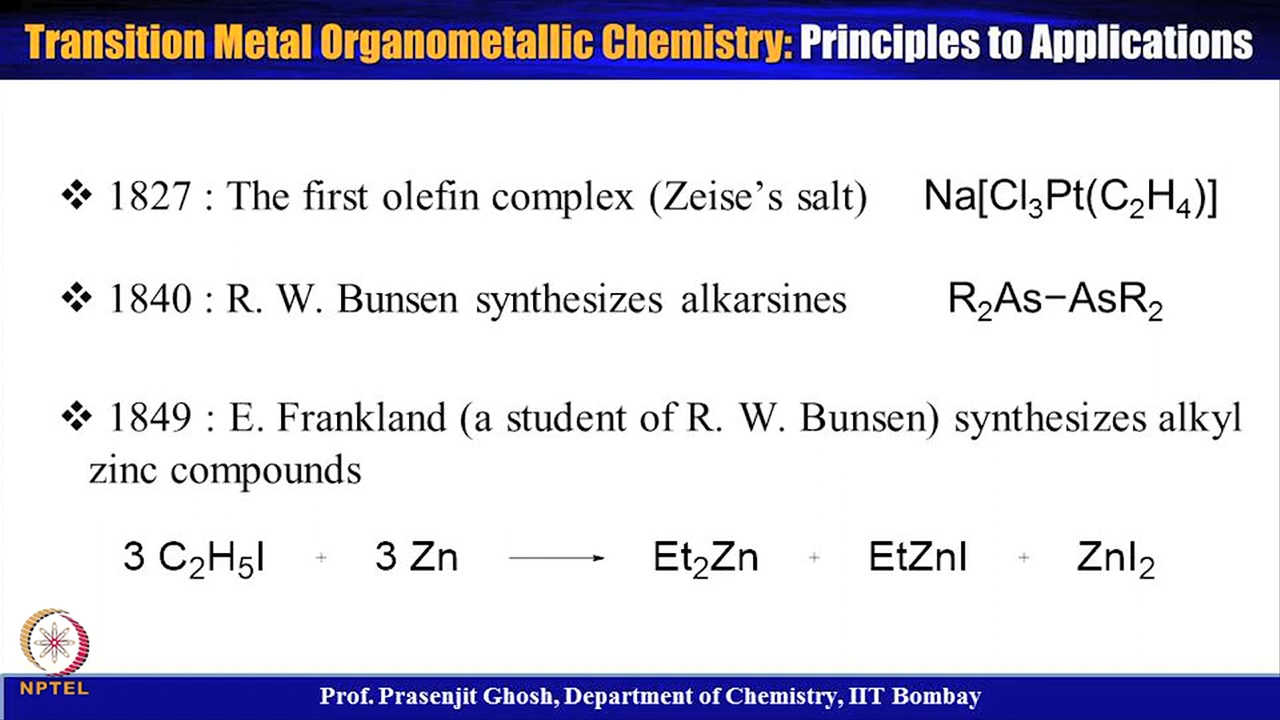 Transition Metal Organometallic Chemistry: Principles to Applications
❖ 1827 : The first olefin complex (Zeise's salt) Na[Cl₃Pt(C₂H₄)]
❖ 1840 : R. W. Bunsen synthesizes alkarsines R₂As−AsR₂
❖ 1849 : E. Frankland (a student of R. W. Bunsen) synthesizes alkyl
zinc compounds
3 C₂H₅I + 3 Zn ⟶ Et₂Zn + EtZnI + ZnI₂
NPTEL
Prof. Prasenjit Ghosh, Department of Chemistry, IIT Bombay